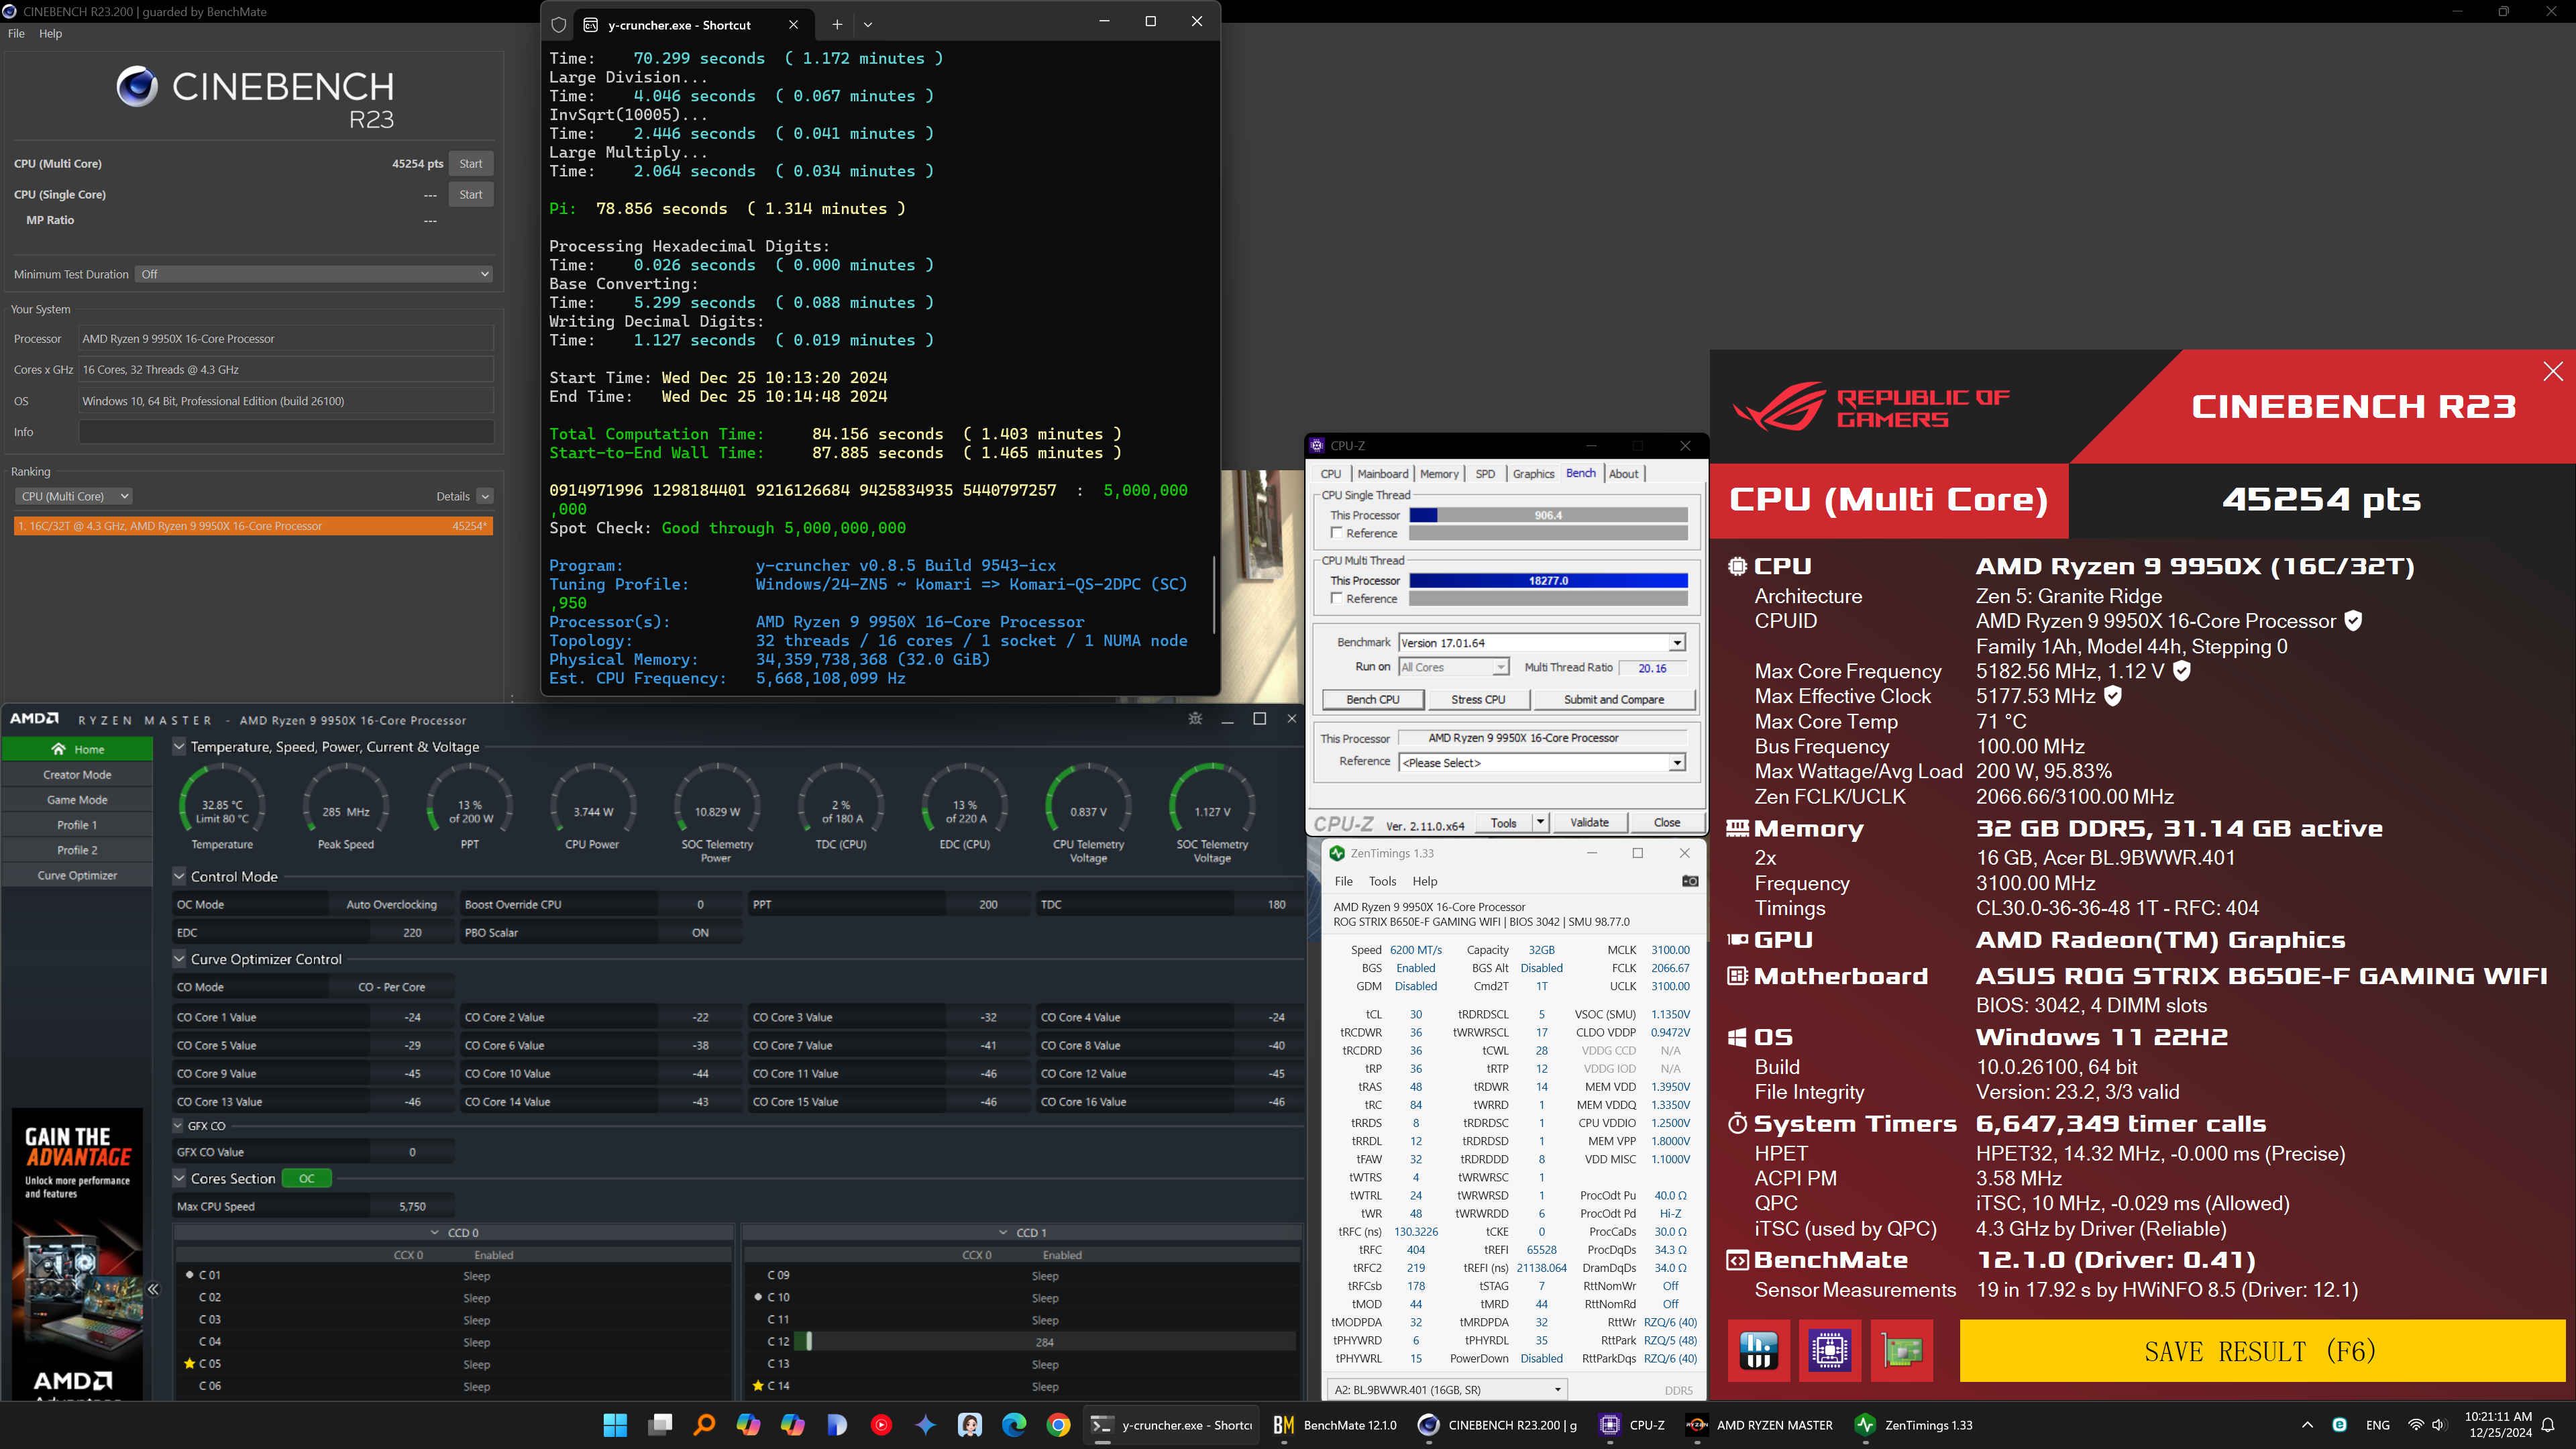 CINEBENCH R23.200 | guarded by BenchMate
File Help
CINEBENCH
R23
CPU (Multi Core) 45254 pts Start
CPU (Single Core) --- Start
MP Ratio ---
Minimum Test Duration Off
Your System
Processor AMD Ryzen 9 9950X 16-Core Processor
Cores x GHz 16 Cores, 32 Threads @ 4.3 GHz
OS Windows 10, 64 Bit, Professional Edition (build 26100)
Info
Ranking
CPU (Multi Core) Details
1. 16C/32T @ 4.3 GHz, AMD Ryzen 9 9950X 16-Core Processor 45254*
y-cruncher.exe - Shortcut
Time: 70.299 seconds ( 1.172 minutes )
Large Division...
Time: 4.046 seconds ( 0.067 minutes )
InvSqrt(10005)...
Time: 2.446 seconds ( 0.041 minutes )
Large Multiply...
Time: 2.064 seconds ( 0.034 minutes )
Pi: 78.856 seconds ( 1.314 minutes )
Processing Hexadecimal Digits:
Time: 0.026 seconds ( 0.000 minutes )
Base Converting:
Time: 5.299 seconds ( 0.088 minutes )
Writing Decimal Digits:
Time: 1.127 seconds ( 0.019 minutes )
Start Time: Wed Dec 25 10:13:20 2024
End Time: Wed Dec 25 10:14:48 2024
Total Computation Time: 84.156 seconds ( 1.403 minutes )
Start-to-End Wall Time: 87.885 seconds ( 1.465 minutes )
0914971996 1298184401 9216126684 9425834935 5440797257 : 5,000,000
,000
Spot Check: Good through 5,000,000,000
Program: y-cruncher v0.8.5 Build 9543-icx
Tuning Profile: Windows/24-ZN5 ~ Komari => Komari-QS-2DPC (SC)
,950
Processor(s): AMD Ryzen 9 9950X 16-Core Processor
Topology: 32 threads / 16 cores / 1 socket / 1 NUMA node
Physical Memory: 34,359,738,368 (32.0 GiB)
Est. CPU Frequency: 5,668,108,099 Hz
AMD RYZEN MASTER - AMD Ryzen 9 9950X 16-Core Processor
Home
Creator Mode
Game Mode
Profile 1
Profile 2
Curve Optimizer
GAIN THE
ADVANTAGE
Unlock more performance
and features
AMD
Advantage
Temperature, Speed, Power, Current & Voltage
32.85 °C 285 MHz 13 % 3.744 W 10.829 W 2 % 13 % 0.837 V 1.127 V
Limit 80 °C of 200 W of 180 A of 220 A
Temperature Peak Speed PPT CPU Power SOC Telemetry Power TDC (CPU) EDC (CPU) CPU Telemetry Voltage SOC Telemetry Voltage
Control Mode
OC Mode Auto Overclocking Boost Override CPU 0 PPT 200 TDC 180
EDC 220 PBO Scalar ON
Curve Optimizer Control
CO Mode CO - Per Core
CO Core 1 Value -24 CO Core 2 Value -22 CO Core 3 Value -32 CO Core 4 Value -24
CO Core 5 Value -29 CO Core 6 Value -38 CO Core 7 Value -41 CO Core 8 Value -40
CO Core 9 Value -45 CO Core 10 Value -44 CO Core 11 Value -46 CO Core 12 Value -45
CO Core 13 Value -46 CO Core 14 Value -43 CO Core 15 Value -46 CO Core 16 Value -46
GFX CO
GFX CO Value 0
Cores Section OC
Max CPU Speed 5,750
CCD 0 CCD 1
CCX 0 Enabled CCX 0 Enabled
C 01 Sleep C 09 Sleep
C 02 Sleep C 10 Sleep
C 03 Sleep C 11 Sleep
C 04 Sleep C 12 284
C 05 Sleep C 13 Sleep
C 06 Sleep C 14 Sleep
CPU-Z
CPU Mainboard Memory SPD Graphics Bench About
CPU Single Thread
This Processor 906.4
Reference
CPU Multi Thread
This Processor 18277.0
Reference
Benchmark Version 17.01.64
Run on All Cores Multi Thread Ratio 20.16
Bench CPU Stress CPU Submit and Compare
This Processor AMD Ryzen 9 9950X 16-Core Processor
Reference <Please Select>
CPU-Z Ver. 2.11.0.x64 Tools Validate Close
ZenTimings 1.33
File Tools Help
AMD Ryzen 9 9950X 16-Core Processor
ROG STRIX B650E-F GAMING WIFI | BIOS 3042 | SMU 98.77.0
Speed 6200 MT/s Capacity 32GB MCLK 3100.00
BGS Enabled BGS Alt Disabled FCLK 2066.67
GDM Disabled Cmd2T 1T UCLK 3100.00
tCL 30 tRDRDSCL 5 VSOC (SMU) 1.1350V
tRCDWR 36 tWRWRSCL 17 CLDO VDDP 0.9472V
tRCDRD 36 tCWL 28 VDDG CCD N/A
tRP 36 tRTP 12 VDDG IOD N/A
tRAS 48 tRDWR 14 MEM VDD 1.3950V
tRC 84 tWRRD 1 MEM VDDQ 1.3350V
tRRDS 8 tRDRDSC 1 CPU VDDIO 1.2500V
tRRDL 12 tRDRDSD 1 MEM VPP 1.8000V
tFAW 32 tRDRDDD 8 VDD MISC 1.1000V
tWTRS 4 tWRWRSC 1
tWTRL 24 tWRWRSD 1 ProcOdt Pu 40.0 Ω
tWR 48 tWRWRDD 6 ProcOdt Pd Hi-Z
tRFC (ns) 130.3226 tCKE 0 ProcCaDs 30.0 Ω
tRFC 404 tREFI 65528 ProcDqDs 34.3 Ω
tRFC2 219 tREFI (ns) 21138.064 DramDqDs 34.0 Ω
tRFCsb 178 tSTAG 7 RttNomWr Off
tMOD 44 tMRD 44 RttNomRd Off
tMODPDA 32 tMRDPDA 32 RttWr RZQ/6 (40)
tPHYWRD 6 tPHYRDL 35 RttPark RZQ/5 (48)
tPHYWRL 15 PowerDown Disabled RttParkDqs RZQ/6 (40)
A2: BL.9BWWR.401 (16GB, SR) DDR5
REPUBLIC OF
GAMERS
CINEBENCH R23
CPU (Multi Core) 45254 pts
CPU AMD Ryzen 9 9950X (16C/32T)
Architecture Zen 5: Granite Ridge
CPUID AMD Ryzen 9 9950X 16-Core Processor
Family 1Ah, Model 44h, Stepping 0
Max Core Frequency 5182.56 MHz, 1.12 V
Max Effective Clock 5177.53 MHz
Max Core Temp 71 °C
Bus Frequency 100.00 MHz
Max Wattage/Avg Load 200 W, 95.83%
Zen FCLK/UCLK 2066.66/3100.00 MHz
Memory 32 GB DDR5, 31.14 GB active
2x 16 GB, Acer BL.9BWWR.401
Frequency 3100.00 MHz
Timings CL30.0-36-36-48 1T - RFC: 404
GPU AMD Radeon(TM) Graphics
Motherboard ASUS ROG STRIX B650E-F GAMING WIFI
BIOS: 3042, 4 DIMM slots
OS Windows 11 22H2
Build 10.0.26100, 64 bit
File Integrity Version: 23.2, 3/3 valid
System Timers 6,647,349 timer calls
HPET HPET32, 14.32 MHz, -0.000 ms (Precise)
ACPI PM 3.58 MHz
QPC iTSC, 10 MHz, -0.029 ms (Allowed)
iTSC (used by QPC) 4.3 GHz by Driver (Reliable)
BenchMate 12.1.0 (Driver: 0.41)
Sensor Measurements 19 in 17.92 s by HWiNFO 8.5 (Driver: 12.1)
SAVE RESULT (F6)
y-cruncher.exe - Shortcu BM BenchMate 12.1.0 CINEBENCH R23.200 | g CPU-Z RYZEN AMD RYZEN MASTER ZenTimings 1.33 ENG 10:21:11 AM
12/25/2024